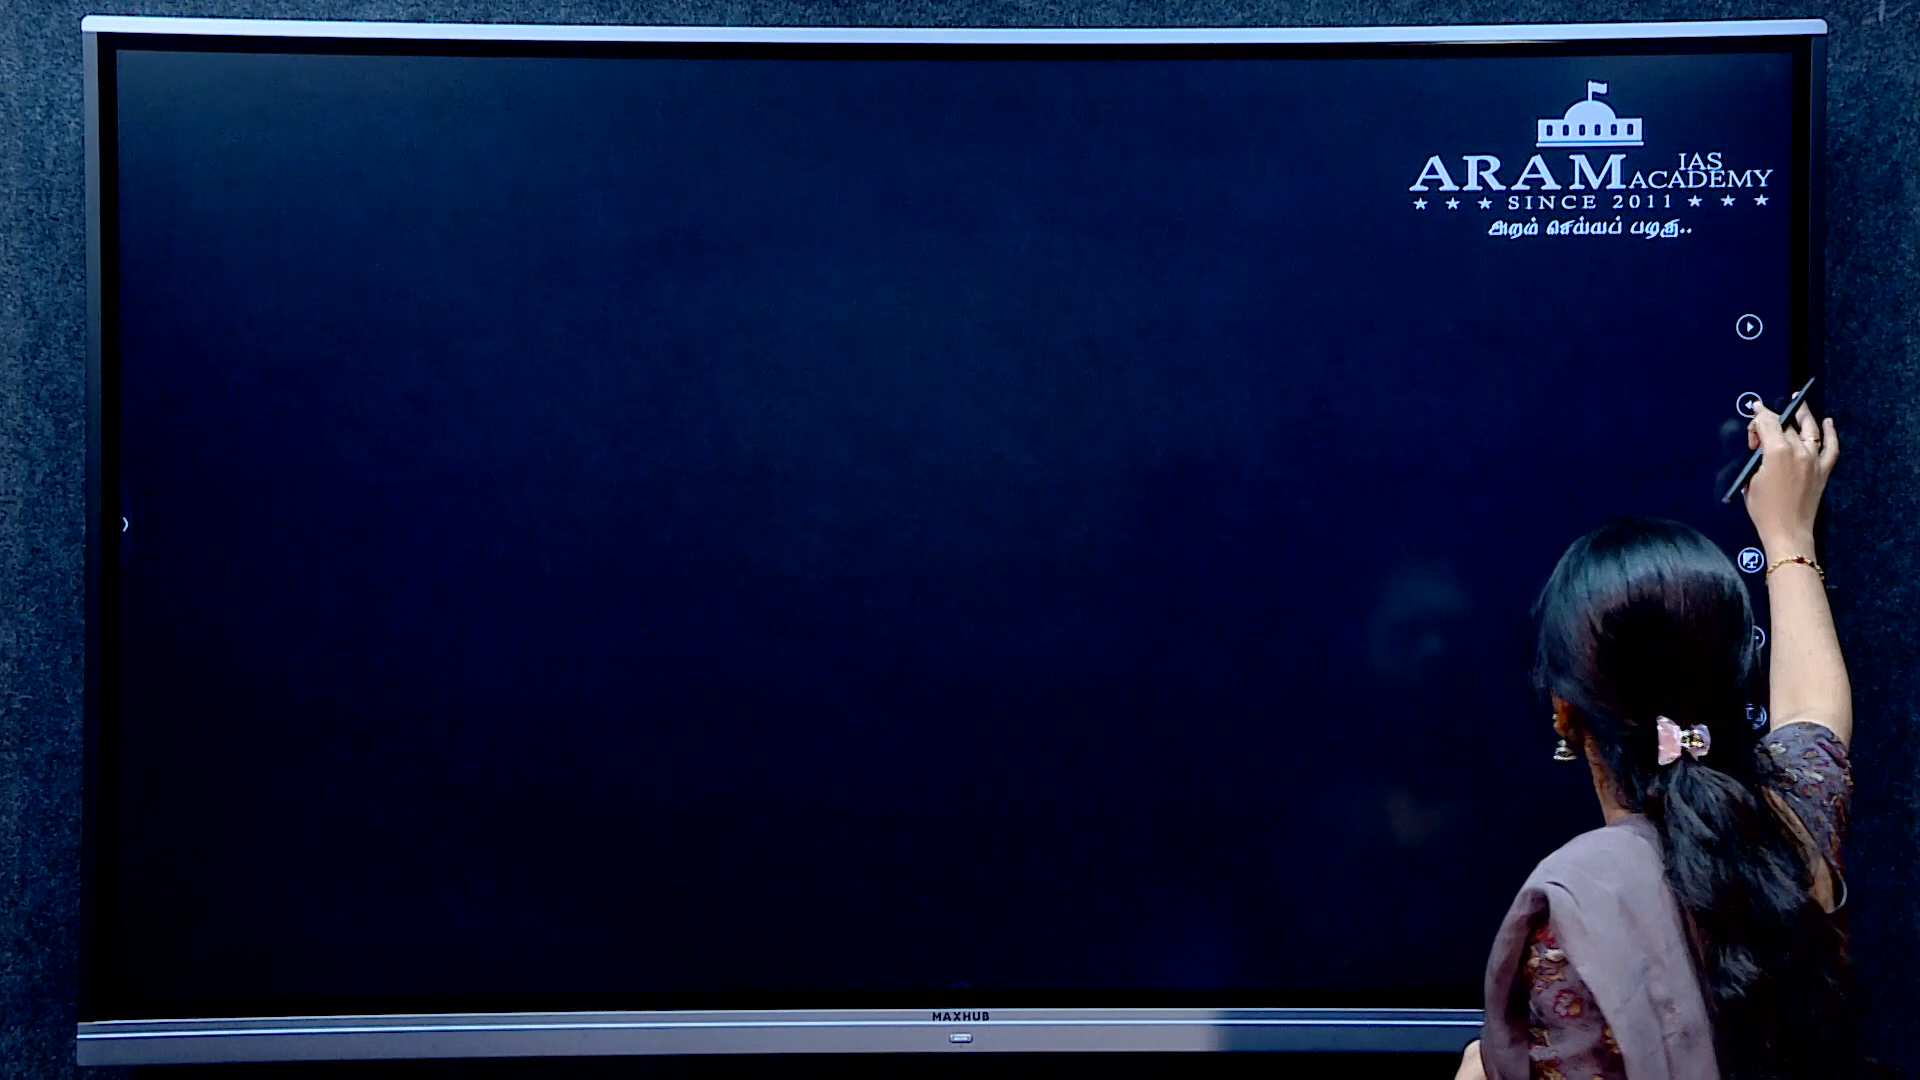 IAS
ARAM ACADEMY
★ ★ ★ SINCE 2011 ★ ★ ★
அறம் செய்யப் பழகு..
MAXHUB